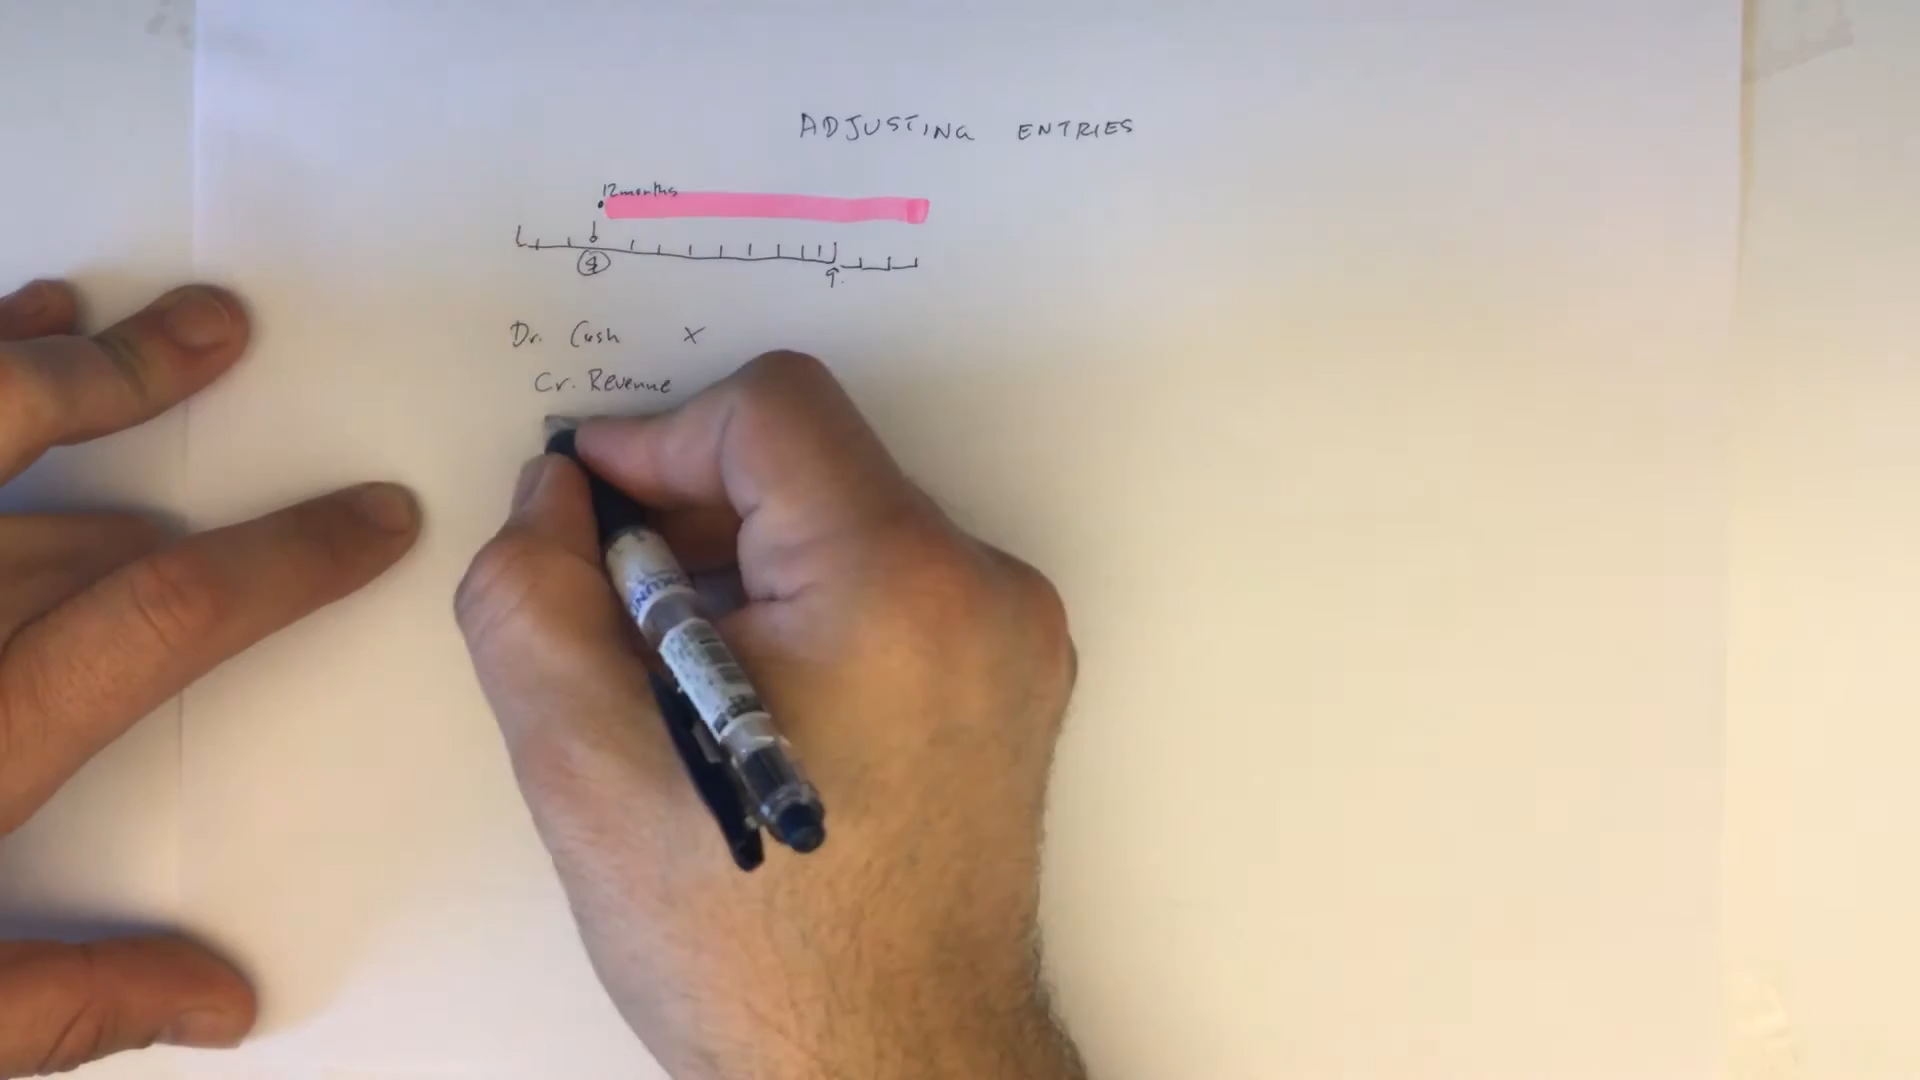 ADJUSTING ENTRIES
12 months
$
Dr. Cash X
Cr. Revenue